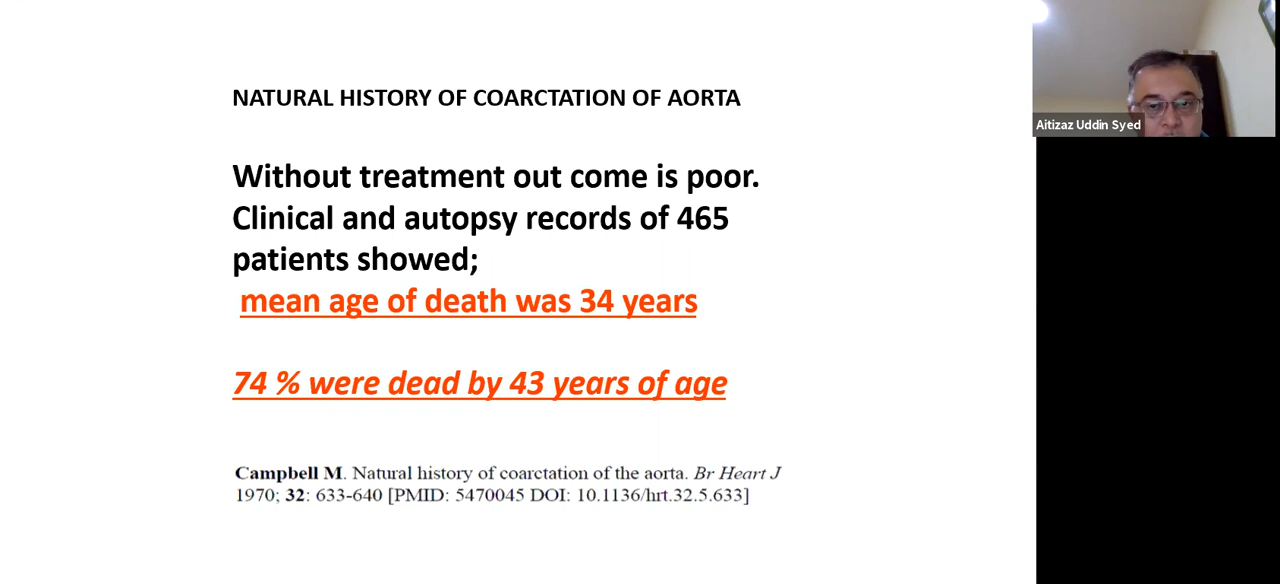 NATURAL HISTORY OF COARCTATION OF AORTA
Without treatment out come is poor.
Clinical and autopsy records of 465
patients showed;
mean age of death was 34 years
74 % were dead by 43 years of age
Campbell M. Natural history of coarctation of the aorta. Br Heart J
1970; 32: 633-640 [PMID: 5470045 DOI: 10.1136/hrt.32.5.633]
Aitizaz Uddin Syed